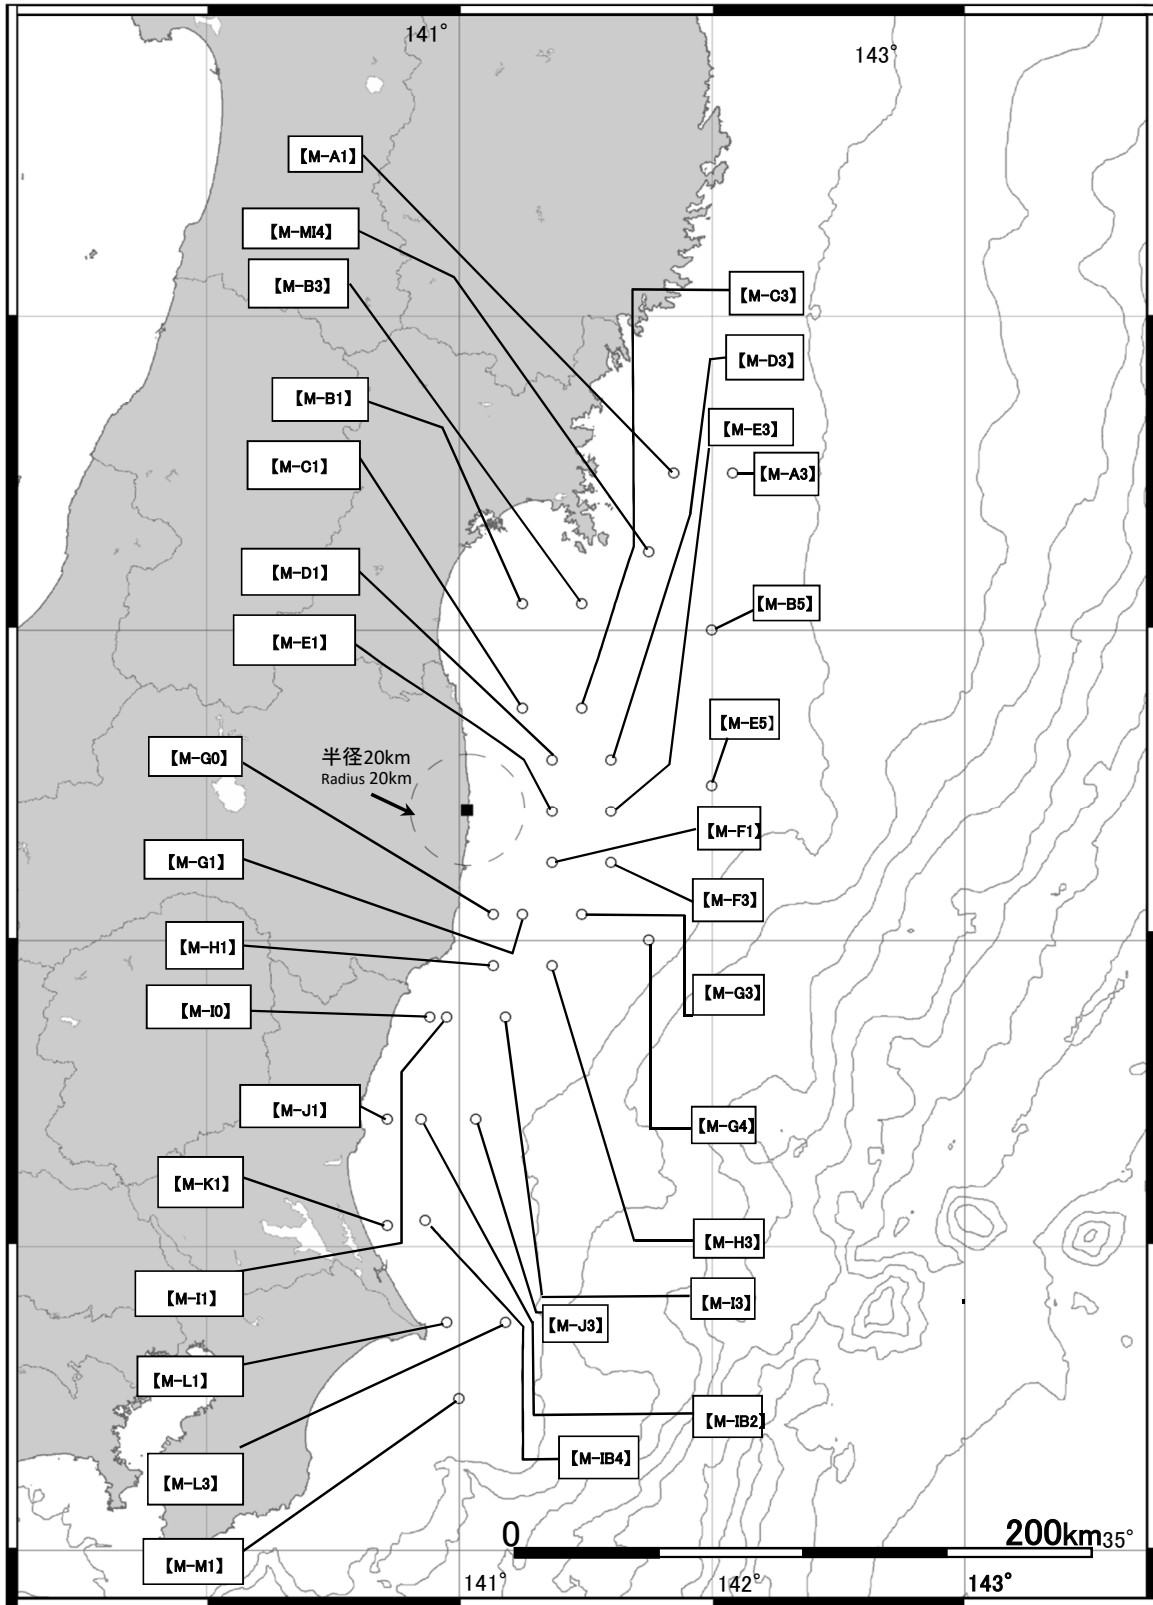 141°
143°
【M-A1】
【M-MI4】
【M-B3】
【M-C3】
【M-D3】
【M-B1】
【M-E3】
【M-C1】
【M-A3】
【M-D1】
【M-B5】
【M-E1】
【M-E5】
【M-G0】
半径20km
Radius 20km
【M-F1】
【M-G1】
【M-F3】
【M-H1】
【M-G3】
【M-I0】
【M-J1】
【M-G4】
【M-K1】
【M-H3】
【M-I1】
【M-I3】
【M-J3】
【M-L1】
【M-IB2】
【M-IB4】
【M-L3】
0
200km
35°
【M-M1】
141°
142°
143°